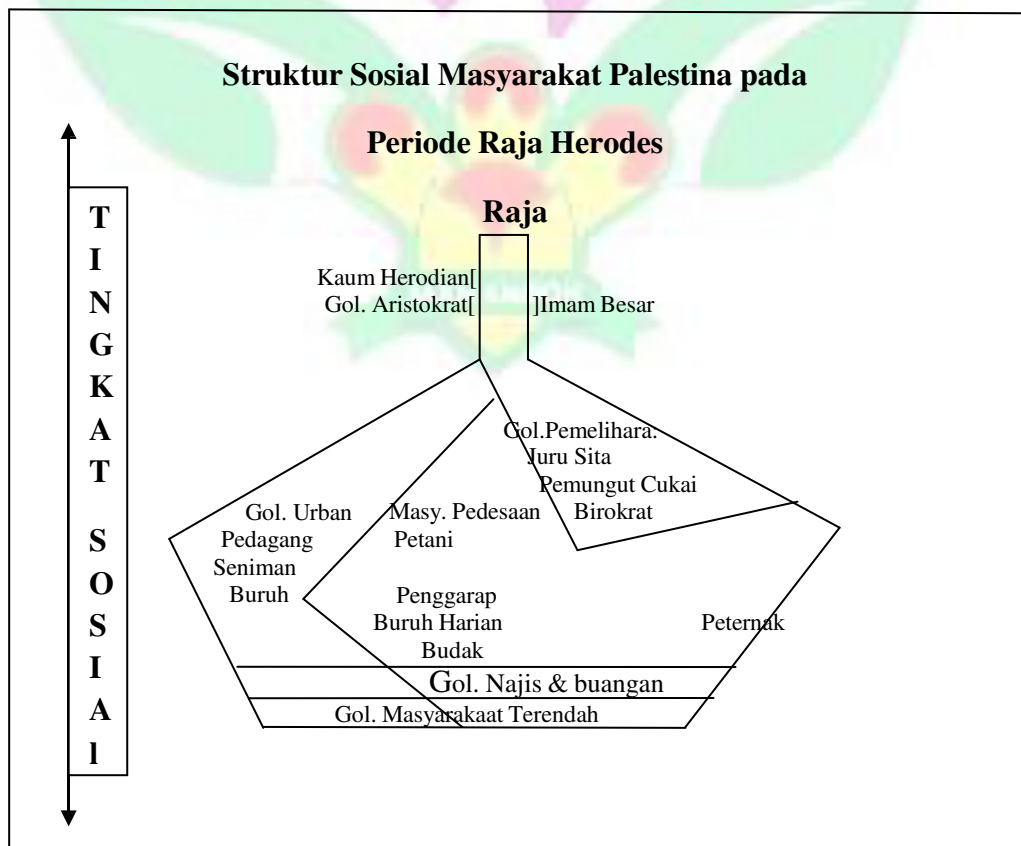 Struktur Sosial Masyarakat Palestina pada
Periode Raja Herodes
TINGKAT SOSIAl
Raja
Kaum Herodian[
Gol. Aristokrat[ ]Imam Besar
Gol.Pemelihara.
Juru Sita
Pemungut Cukai
Birokrat
Gol. Urban
Pedagang
Seniman
Buruh
Masy. Pedesaan
Petani
Penggarap
Buruh Harian
Budak
Peternak
Gol. Najis & buangan
Gol. Masyarakaat Terendah